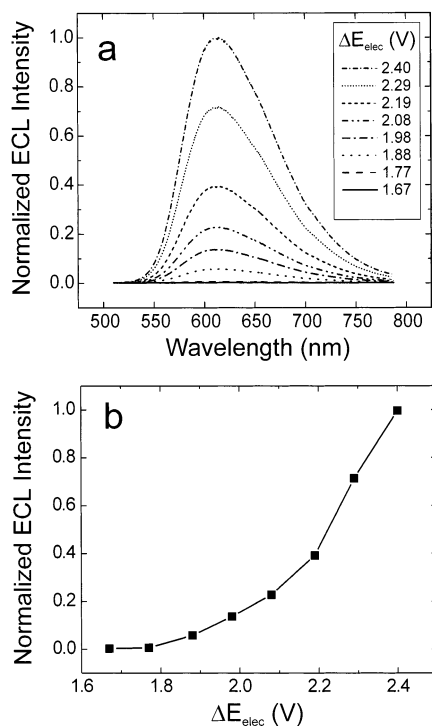 a
ΔE_elec (V)
2.40
2.29
2.19
2.08
1.98
1.88
1.77
1.67
Normalized ECL Intensity
1.0
0.8
0.6
0.4
0.2
0.0
500 550 600 650 700 750 800
Wavelength (nm)
b
Normalized ECL Intensity
1.0
0.8
0.6
0.4
0.2
0.0
1.6 1.8 2.0 2.2 2.4
ΔE_elec (V)